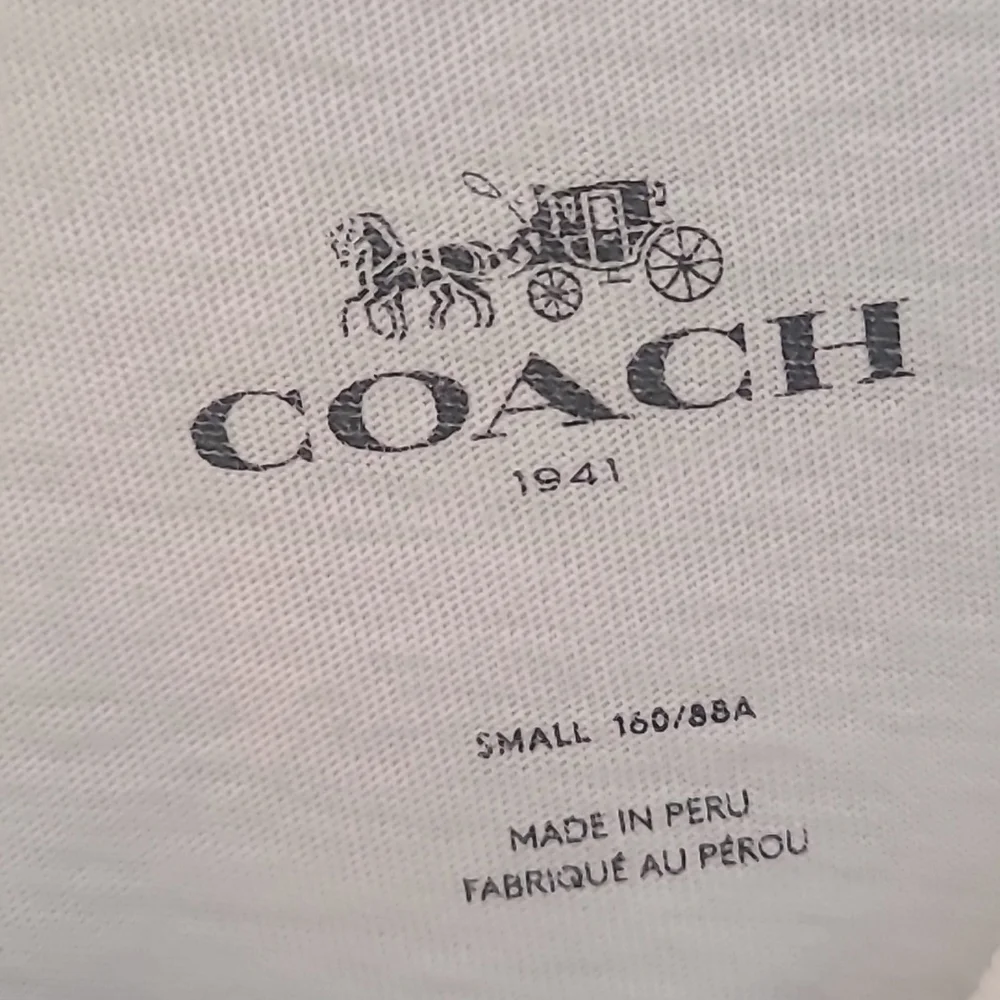 COACH
1941
SMALL 160/88A
MADE IN PERU
FABRIQUÉ AU PÉROU